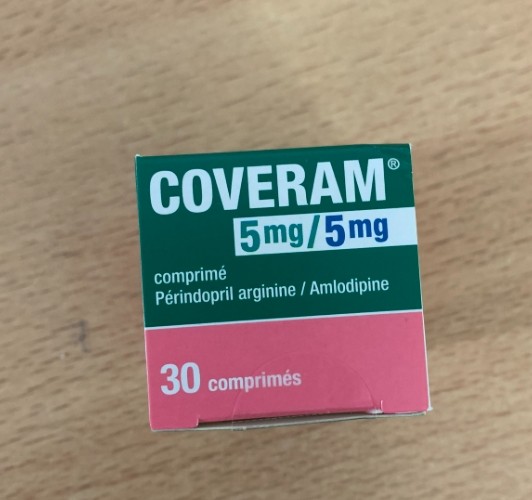 COVERAM®
5mg/5mg
comprimé
Périndopril arginine / Amlodipine
30 comprimés